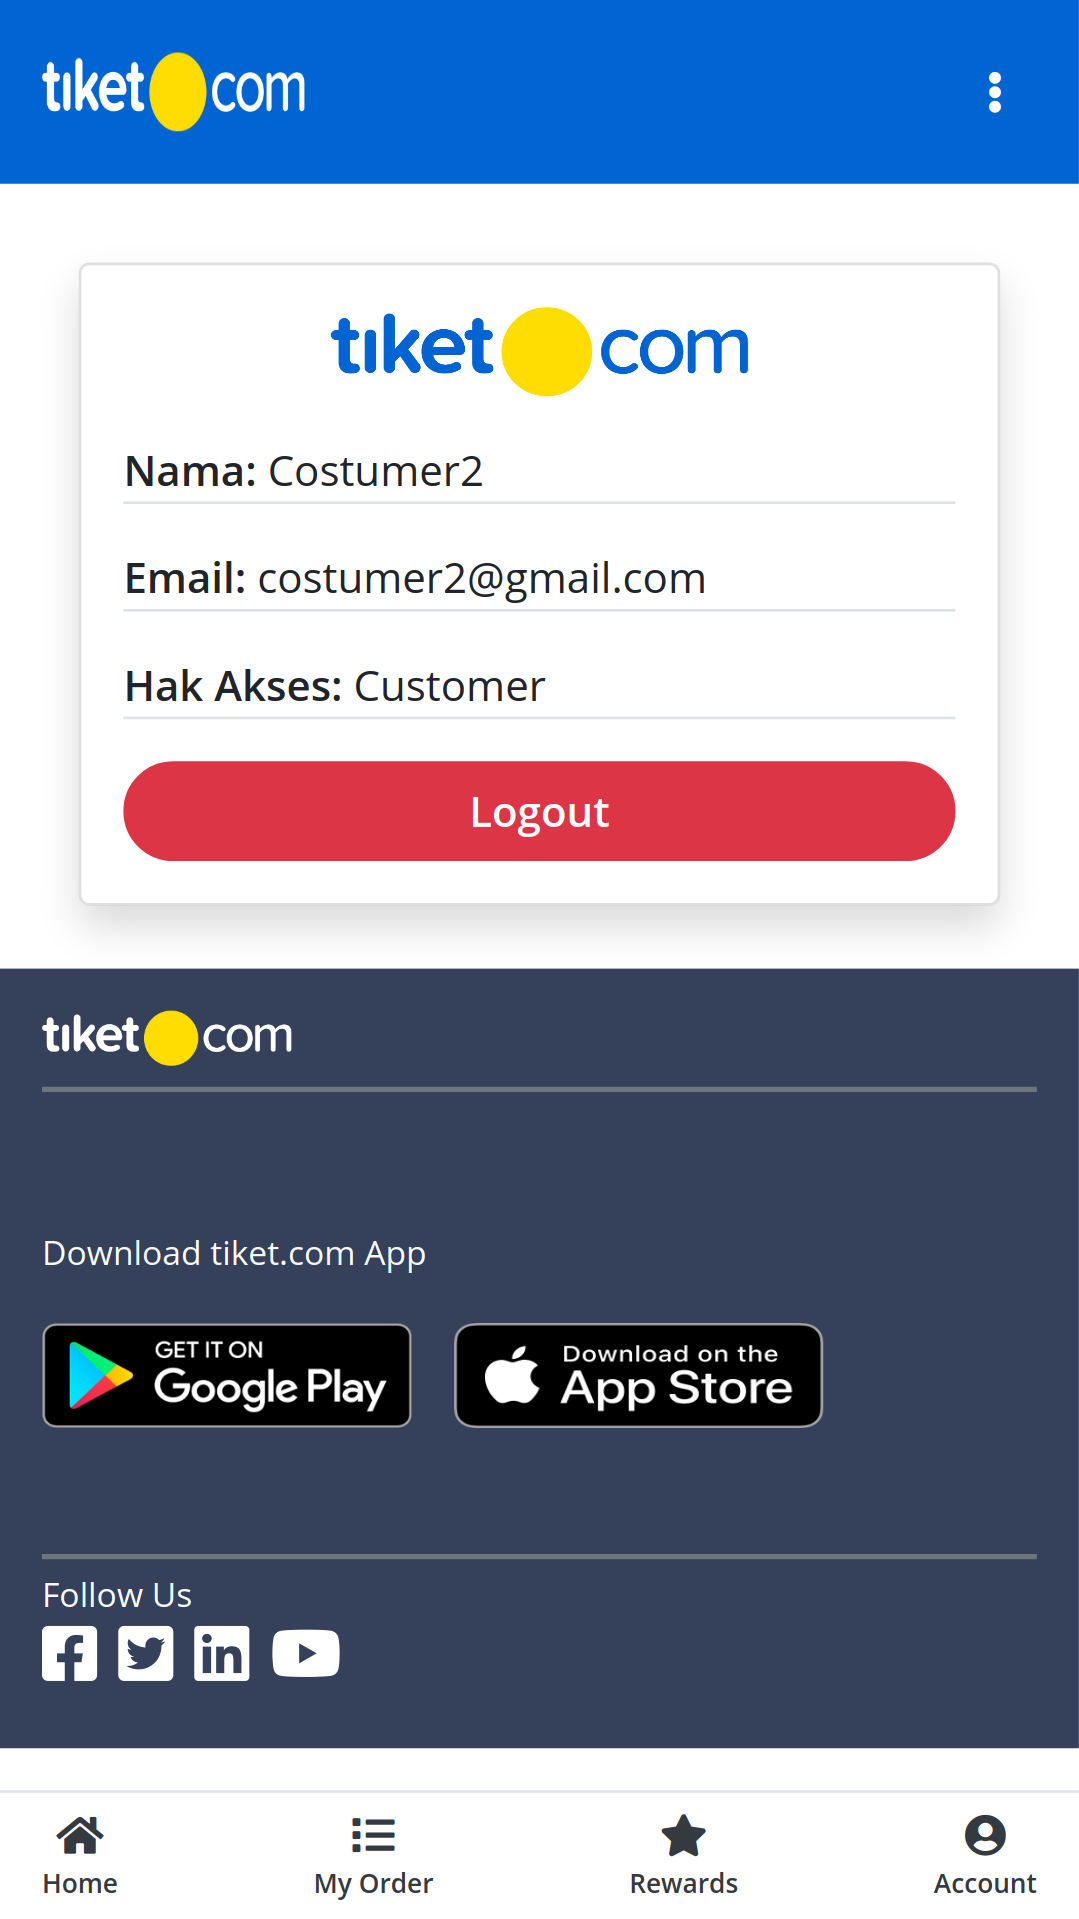 tiket com
tiket com
Nama: Costumer2
Email: costumer2@gmail.com
Hak Akses: Customer
Logout
tiket com
Download tiket.com App
GET IT ON
Google Play
Download on the
App Store
Follow Us
Home
My Order
Rewards
Account